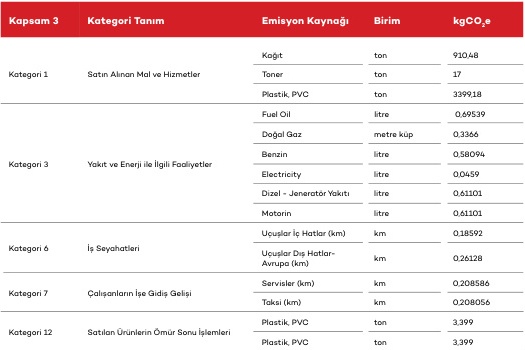 Kapsam 3 Kategori Tanım Emisyon Kaynağı Birim kgCO₂e
Kağıt ton 910,48
Kategori 1 Satın Alınan Mal ve Hizmetler Toner ton 17
Plastik, PVC ton 3399,18
Fuel Oil litre 0,69539
Doğal Gaz metre küp 0,3366
Benzin litre 0,58094
Kategori 3 Yakıt ve Enerji ile İlgili Faaliyetler
Electricity litre 0,0459
Dizel - Jeneratör Yakıtı litre 0,61101
Motorin litre 0,61101
Uçuşlar İç Hatlar (km) km 0,18592
Kategori 6 İş Seyahatleri
Uçuşlar Dış Hatlar- km 0,26128
Avrupa (km)
Servisler (km) km 0,208586
Kategori 7 Çalışanların İşe Gidiş Gelişi
Taksi (km) km 0,208056
Plastik, PVC ton 3,399
Kategori 12 Satılan Ürünlerin Ömür Sonu İşlemleri
Plastik, PVC ton 3,399